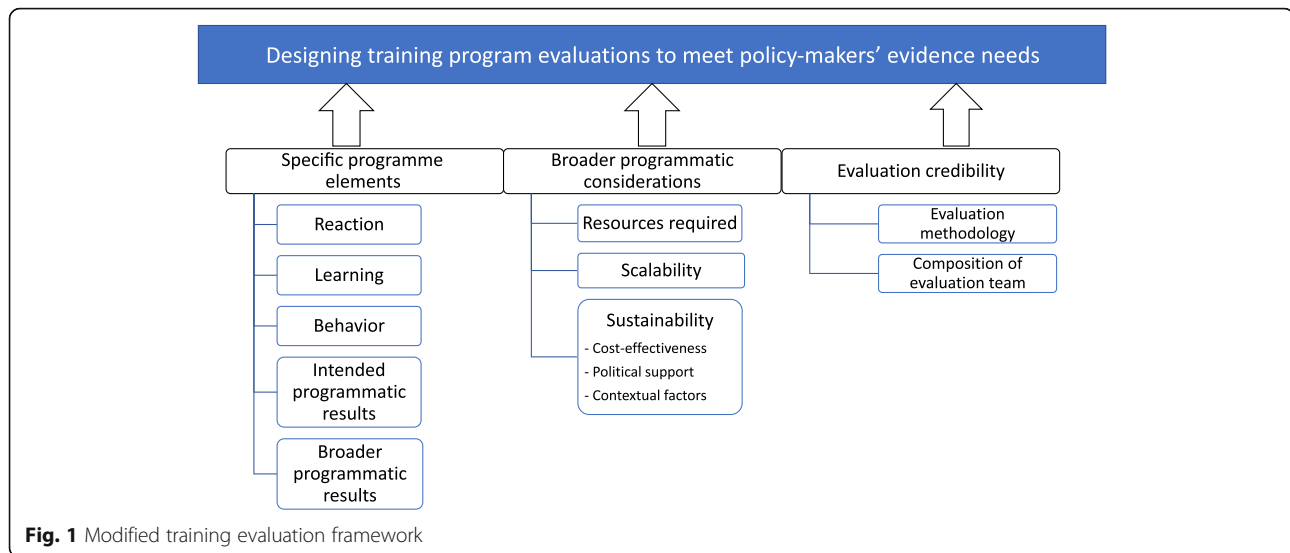 Designing training program evaluations to meet policy-makers’ evidence needs
Specific programme
elements
Reaction
Learning
Behavior
Intended
programmatic
results
Broader
programmatic
results
Broader programmatic
considerations
Resources required
Scalability
Sustainability
- Cost-effectiveness
- Political support
- Contextual factors
Evaluation credibility
Evaluation
methodology
Composition of
evaluation team
Fig. 1 Modified training evaluation framework